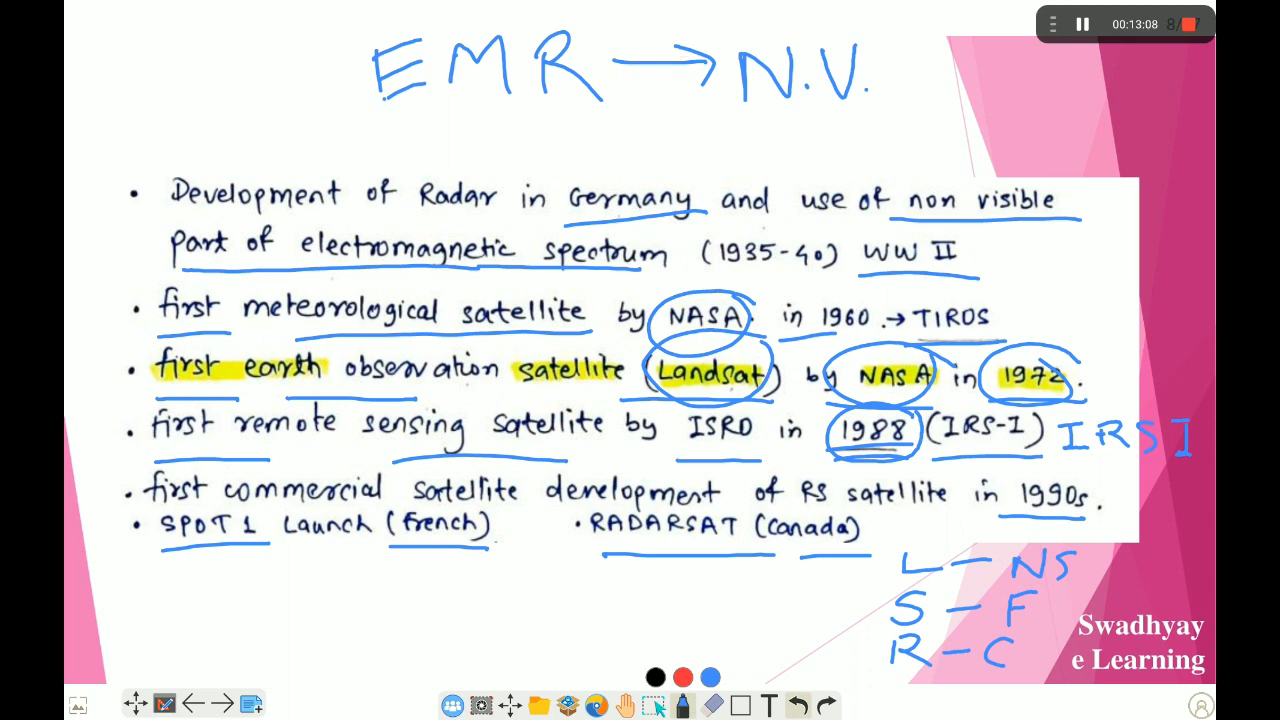 00:13:08
EMR → N.V.
• Development of Radar in Germany and use of non visible
part of electromagnetic spectrum (1935-40) WW II
• first meteorological satellite by NASA. in 1960. → TIROS
• first earth observation satellite (Landsat) by NASA in 1972.
• first remote sensing satellite by ISRO in 1988 (IRS-I) IRS I
• first commercial satellite development of RS satellite in 1990s.
• SPOT 1 Launch (french). • RADARSAT (Canada)
L — NS
S — F
R — C
Swadhyay
e Learning